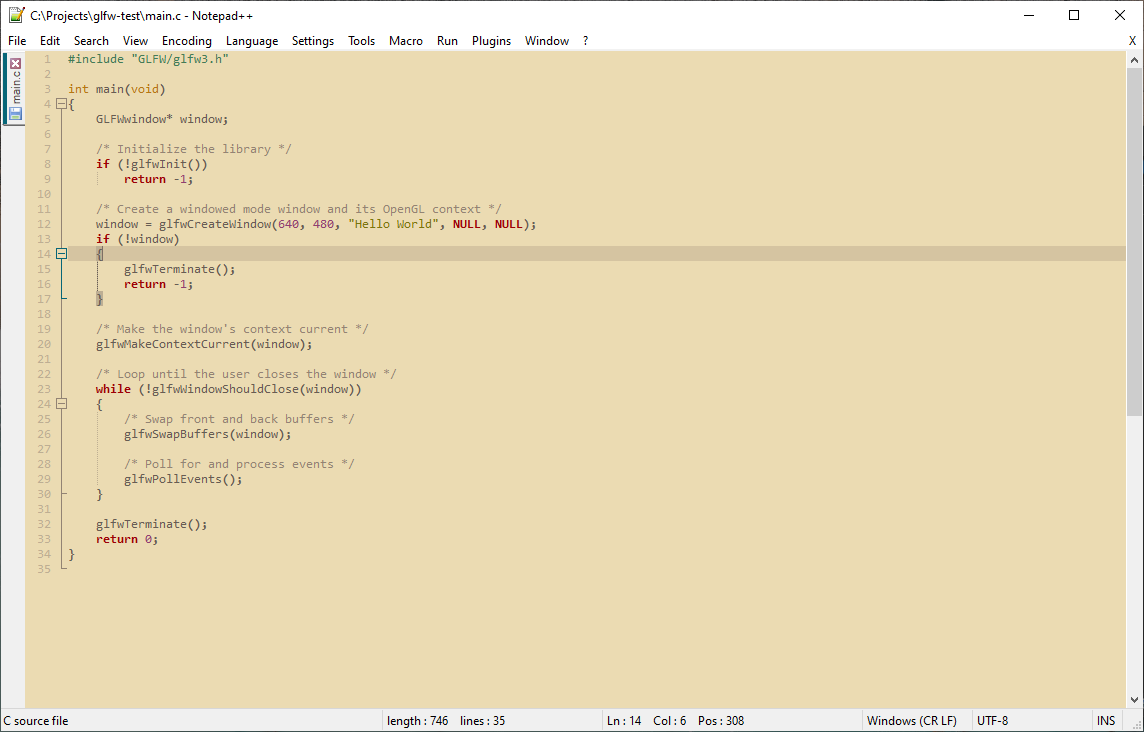 C:\Projects\glfw-test\main.c - Notepad++
File Edit Search View Encoding Language Settings Tools Macro Run Plugins Window ? X
main.c
1 #include "GLFW/glfw3.h"
2
3 int main(void)
4 {
5     GLFWwindow* window;
6
7     /* Initialize the library */
8     if (!glfwInit())
9         return -1;
10
11     /* Create a windowed mode window and its OpenGL context */
12     window = glfwCreateWindow(640, 480, "Hello World", NULL, NULL);
13     if (!window)
14     {
15         glfwTerminate();
16         return -1;
17     }
18
19     /* Make the window's context current */
20     glfwMakeContextCurrent(window);
21
22     /* Loop until the user closes the window */
23     while (!glfwWindowShouldClose(window))
24     {
25         /* Swap front and back buffers */
26         glfwSwapBuffers(window);
27
28         /* Poll for and process events */
29         glfwPollEvents();
30     }
31
32     glfwTerminate();
33     return 0;
34 }
35
C source file length : 746 lines : 35 Ln : 14 Col : 6 Pos : 308 Windows (CR LF) UTF-8 INS